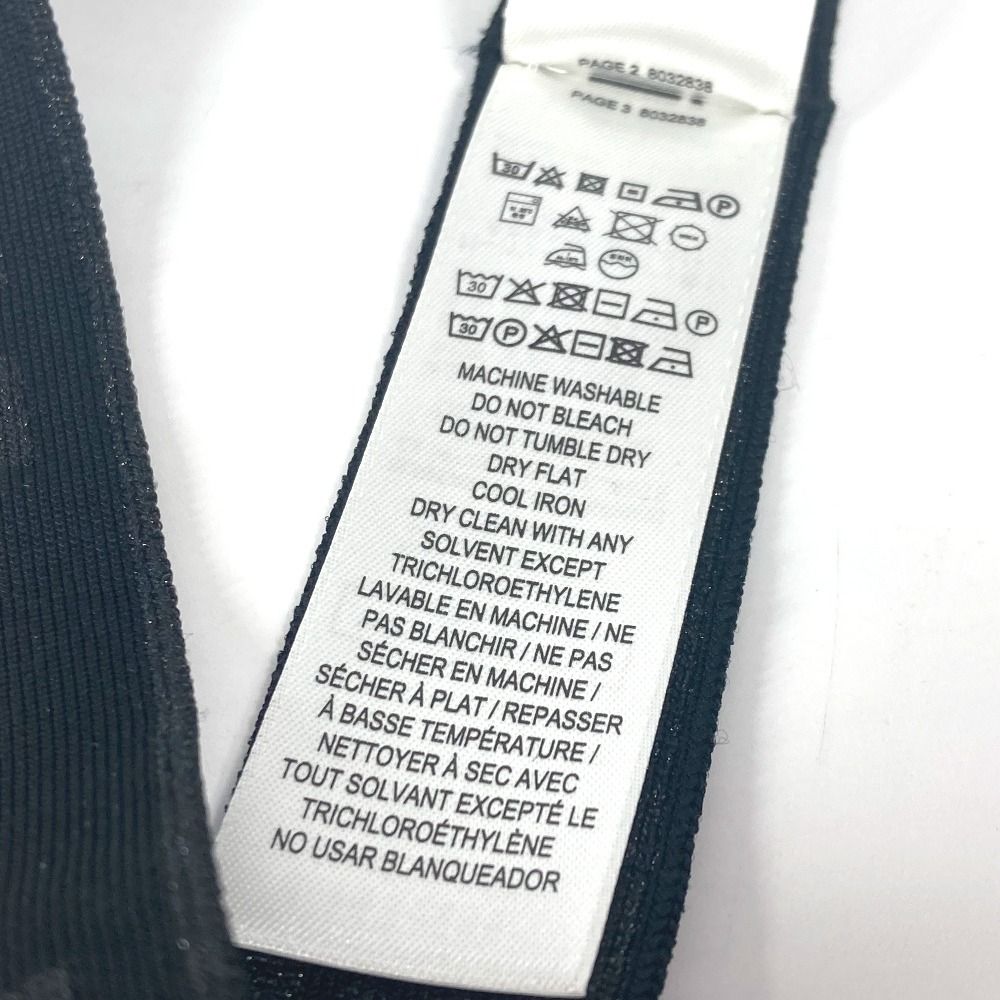 PAGE 2 8032838
PAGE 3 8032838
30 P
30 P
30 P
MACHINE WASHABLE
DO NOT BLEACH
DO NOT TUMBLE DRY
DRY FLAT
COOL IRON
DRY CLEAN WITH ANY
SOLVENT EXCEPT
TRICHLOROETHYLENE
LAVABLE EN MACHINE / NE
PAS BLANCHIR / NE PAS
SÉCHER EN MACHINE /
SÉCHER À PLAT / REPASSER
À BASSE TEMPÉRATURE /
NETTOYER À SEC AVEC
TOUT SOLVANT EXCEPTÉ LE
TRICHLOROÉTHYLÈNE
NO USAR BLANQUEADOR